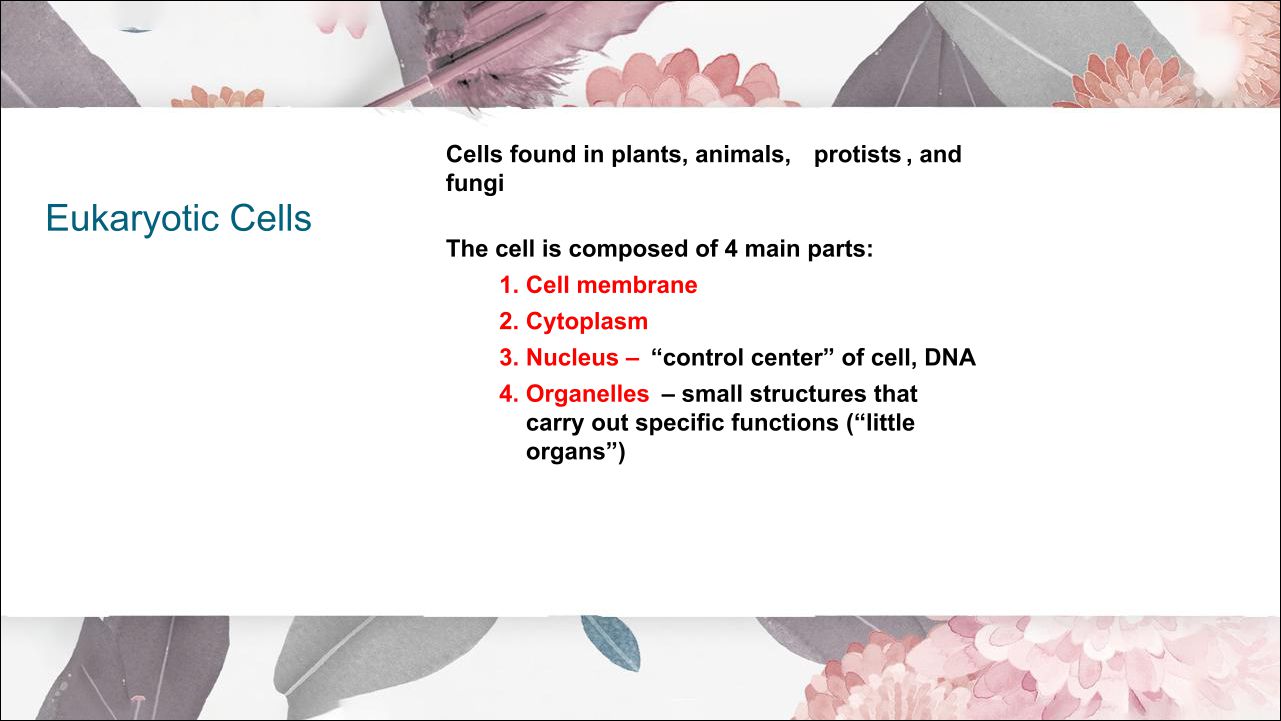 Eukaryotic Cells
Cells found in plants, animals, protists , and
fungi
The cell is composed of 4 main parts:
1. Cell membrane
2. Cytoplasm
3. Nucleus – “control center” of cell, DNA
4. Organelles – small structures that
carry out specific functions (“little
organs”)